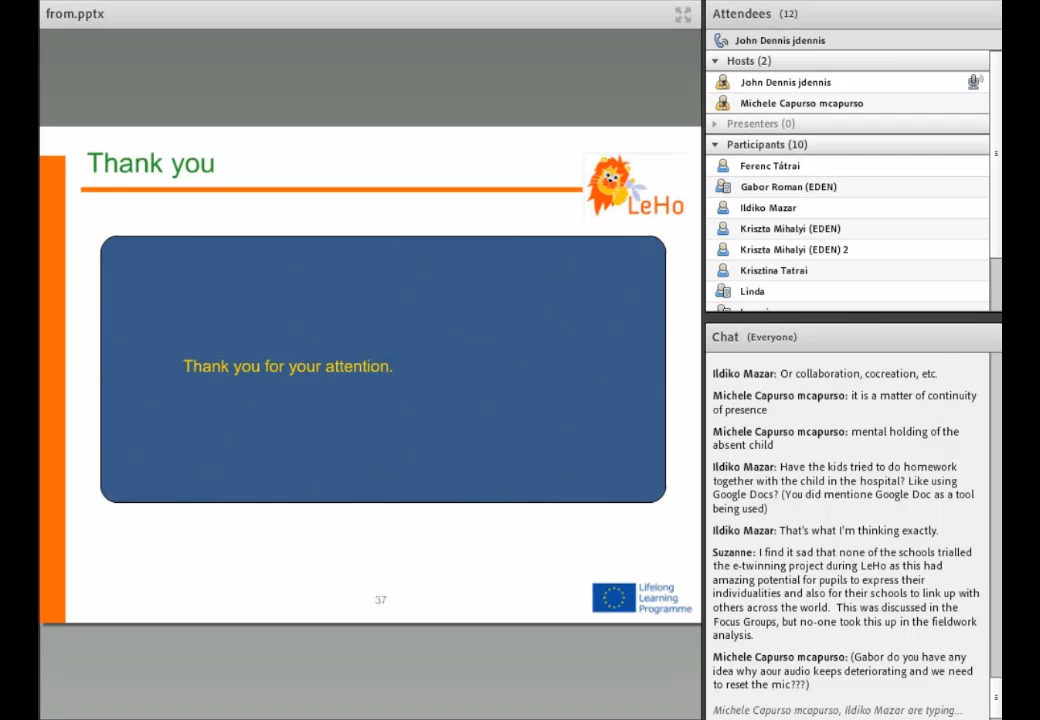 from.pptx
Thank you
LeHo
Thank you for your attention.
37
Lifelong
Learning
Programme
Attendees (12)
John Dennis jdennis
Hosts (2)
John Dennis jdennis
Michele Capurso mcapurso
Presenters (0)
Participants (10)
Ferenc Tátrai
Gabor Roman (EDEN)
Ildiko Mazar
Kriszta Mihalyi (EDEN)
Kriszta Mihalyi (EDEN) 2
Krisztina Tatrai
Linda
Chat (Everyone)
Ildiko Mazar: Or collaboration, cocreation, etc.
Michele Capurso mcapurso: it is a matter of continuity
of presence
Michele Capurso mcapurso: mental holding of the
absent child
Ildiko Mazar: Have the kids tried to do homework
together with the child in the hospital? Like using
Google Docs? (You did mentione Google Doc as a tool
being used)
Ildiko Mazar: That's what I'm thinking exactly.
Suzanne: I find it sad that none of the schools trialled
the e-twinning project during LeHo as this had
amazing potential for pupils to express their
individualities and also for their schools to link up with
others across the world. This was discussed in the
Focus Groups, but no-one took this up in the fieldwork
analysis.
Michele Capurso mcapurso: (Gabor do you have any
idea why aour audio keeps deteriorating and we need
to reset the mic???)
Michele Capurso mcapurso, Ildiko Mazar are typing...